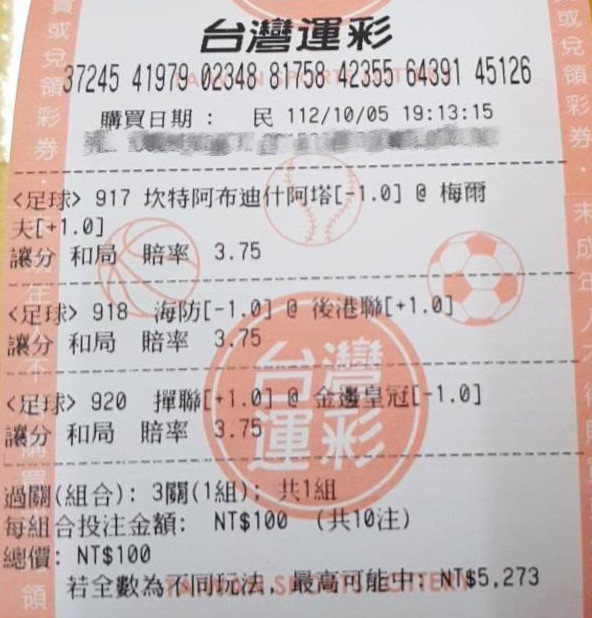 台灣運彩
37245 41979 02348 81758 42355 64391 45126
購買日期： 民 112/10/05 19:13:15
<足球> 917 坎特阿布迪什阿塔[-1.0] @ 梅爾
夫[+1.0]
讓分 和局 賠率 3.75
<足球> 918 海防[-1.0] @ 後港聯[+1.0]
讓分 和局 賠率 3.75
<足球> 920 撣聯[+1.0] @ 金邊皇冠[-1.0]
讓分 和局 賠率 3.75
台灣
運彩
過關(組合): 3關(1組); 共1組
每組合投注金額: NT$100 (共10注)
總價: NT$100
若全數為不同玩法, 最高可能中: NT$5,273